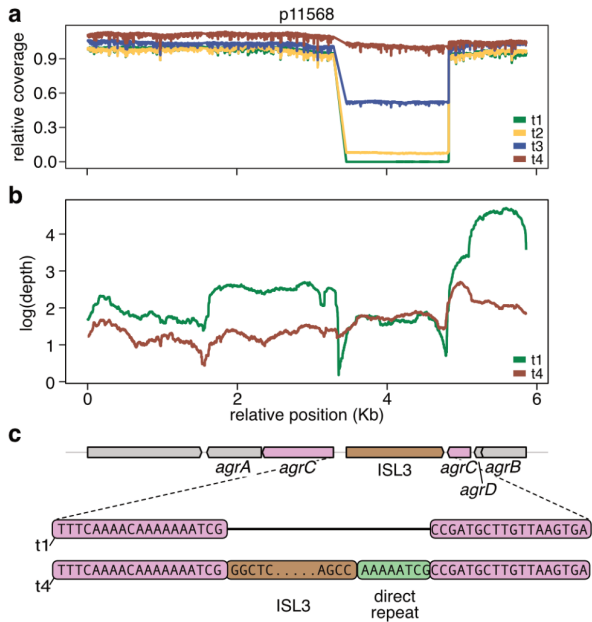 a
p11568
relative coverage
0.9
0.6
0.3
0.0
t1
t2
t3
t4
b
log(depth)
4
3
2
1
0
t1
t4
0 2 4 6
relative position (Kb)
c
agrA agrC ISL3 agrC agrB
agrD
TTTCAAAACAAAAAAATCG CCGATGCTTGTTAAGTGA
t1
TTTCAAAACAAAAAAATCG GGCTC.....AGCC AAAAATCG CCGATGCTTGTTAAGTGA
t4
ISL3 direct
repeat